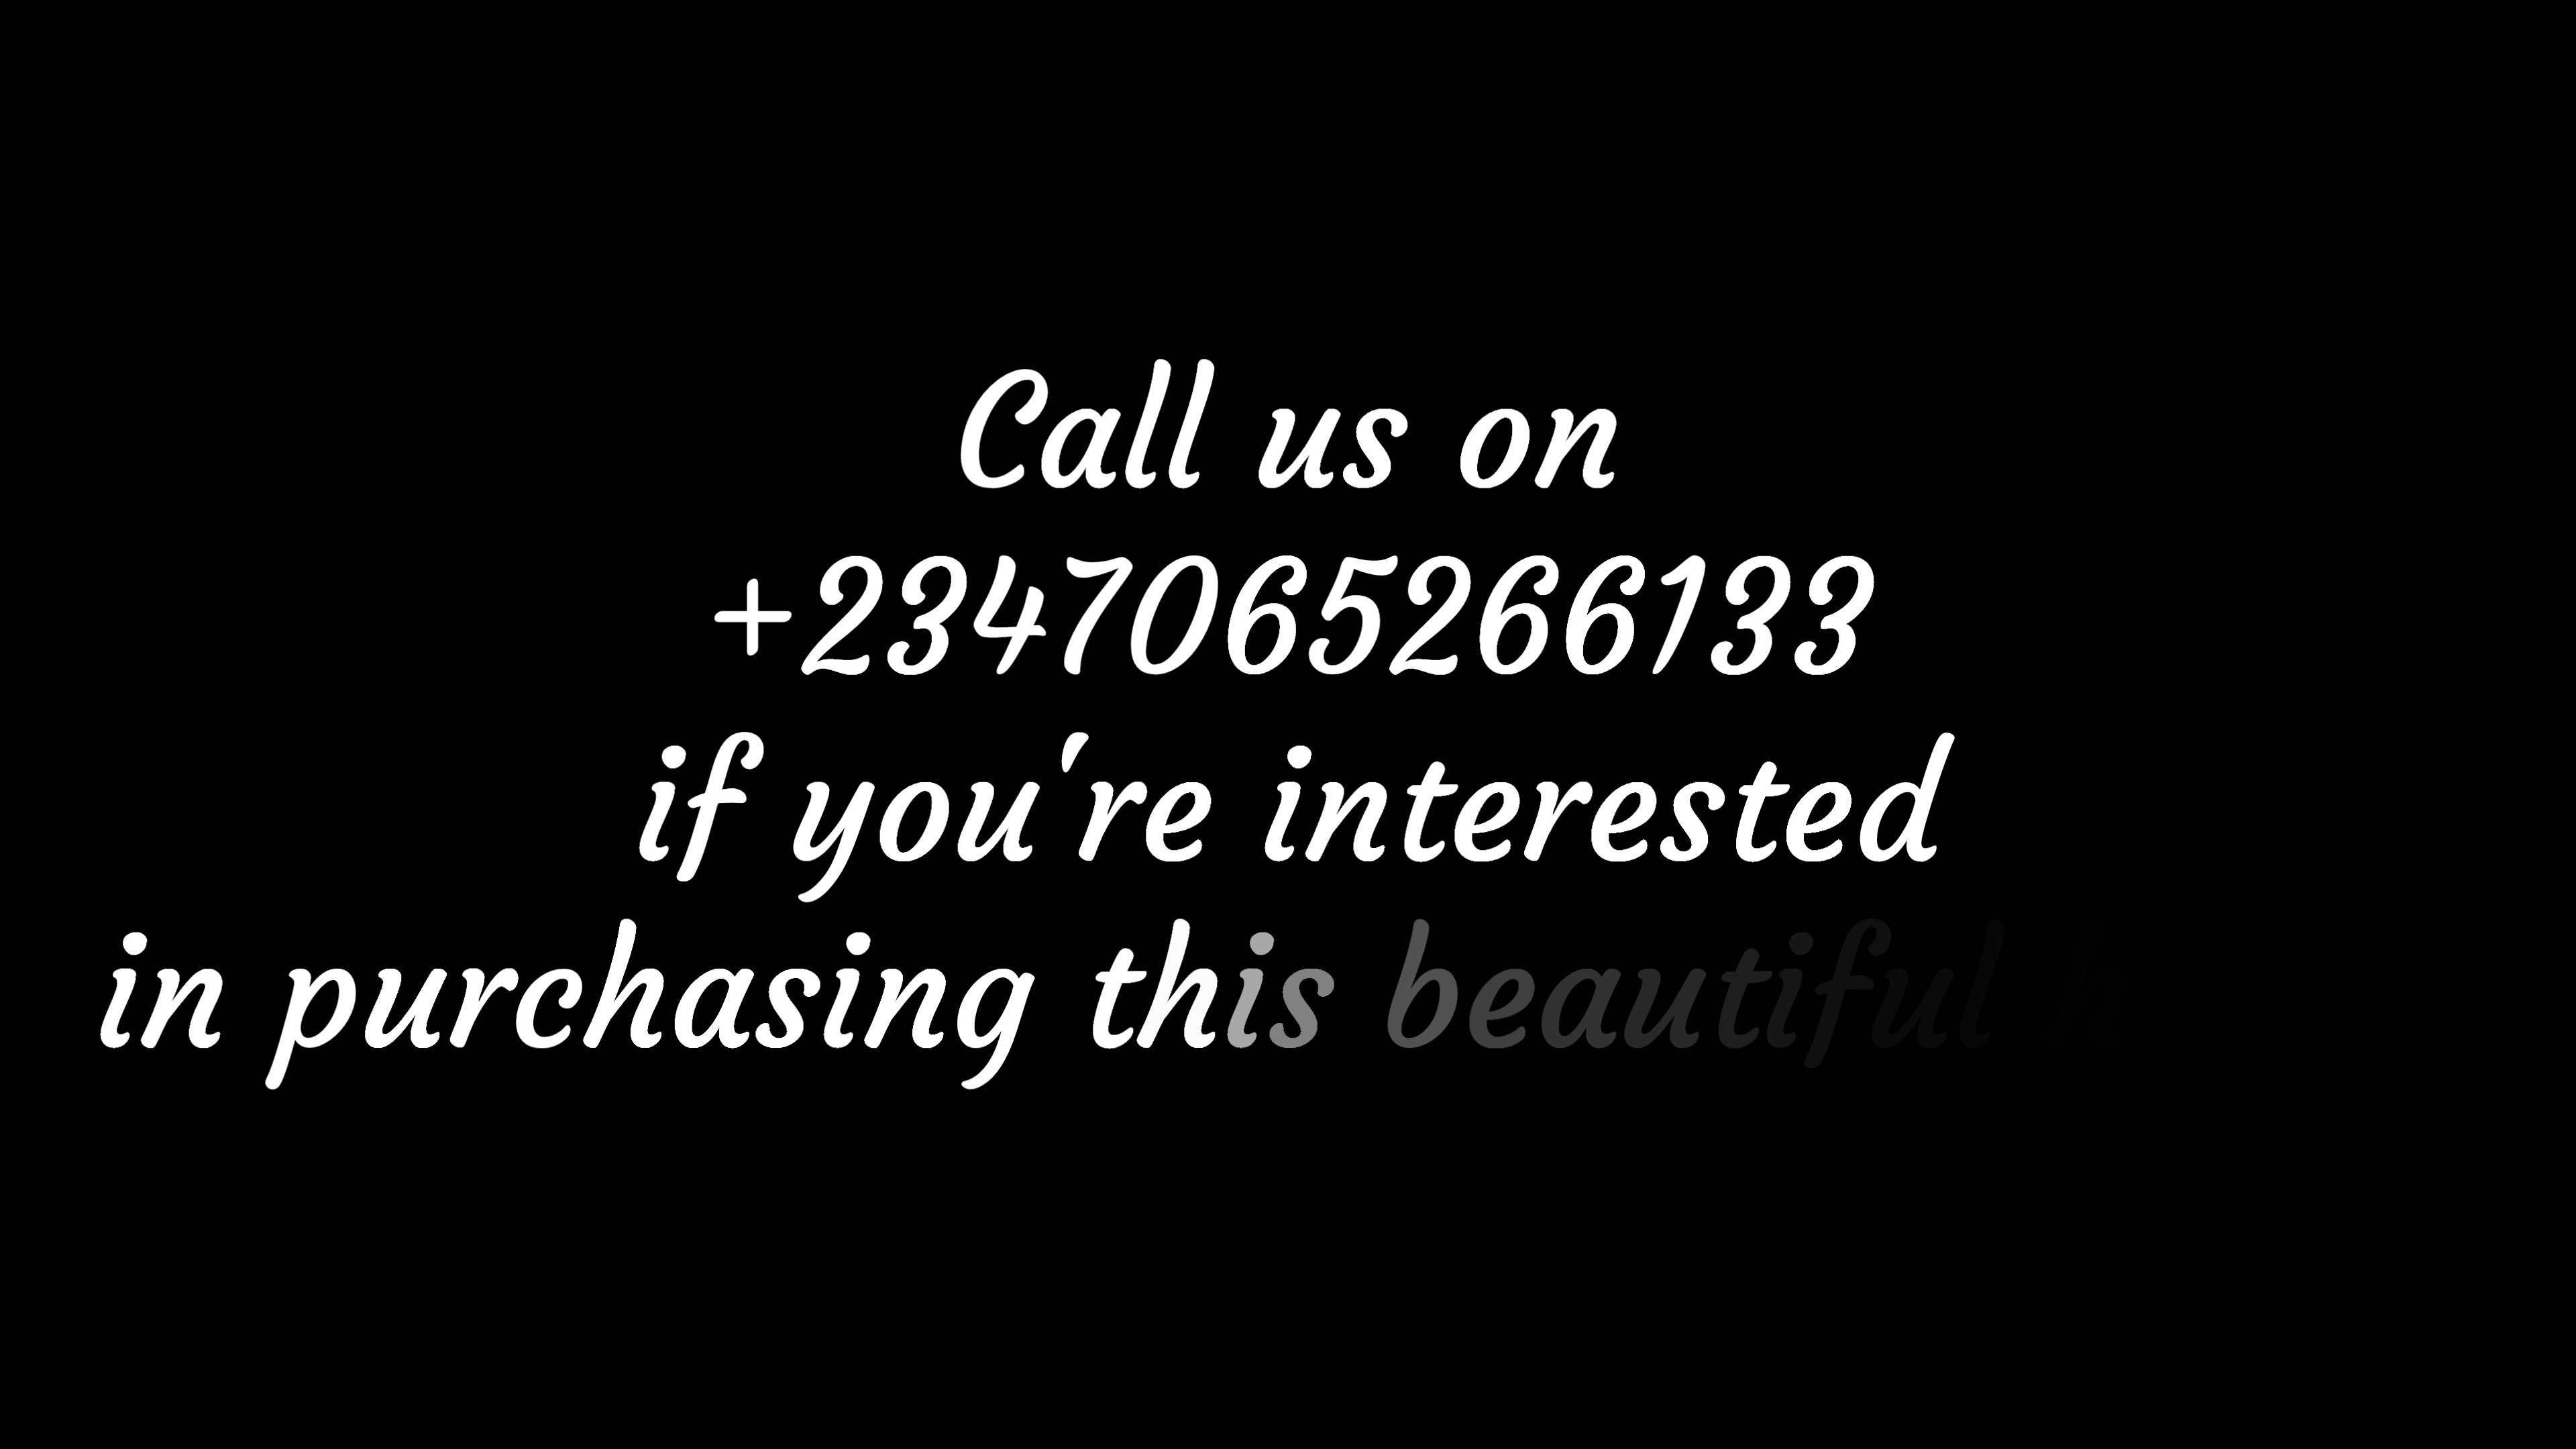 Call us on
+2347065266133
if you're interested
in purchasing this beautiful